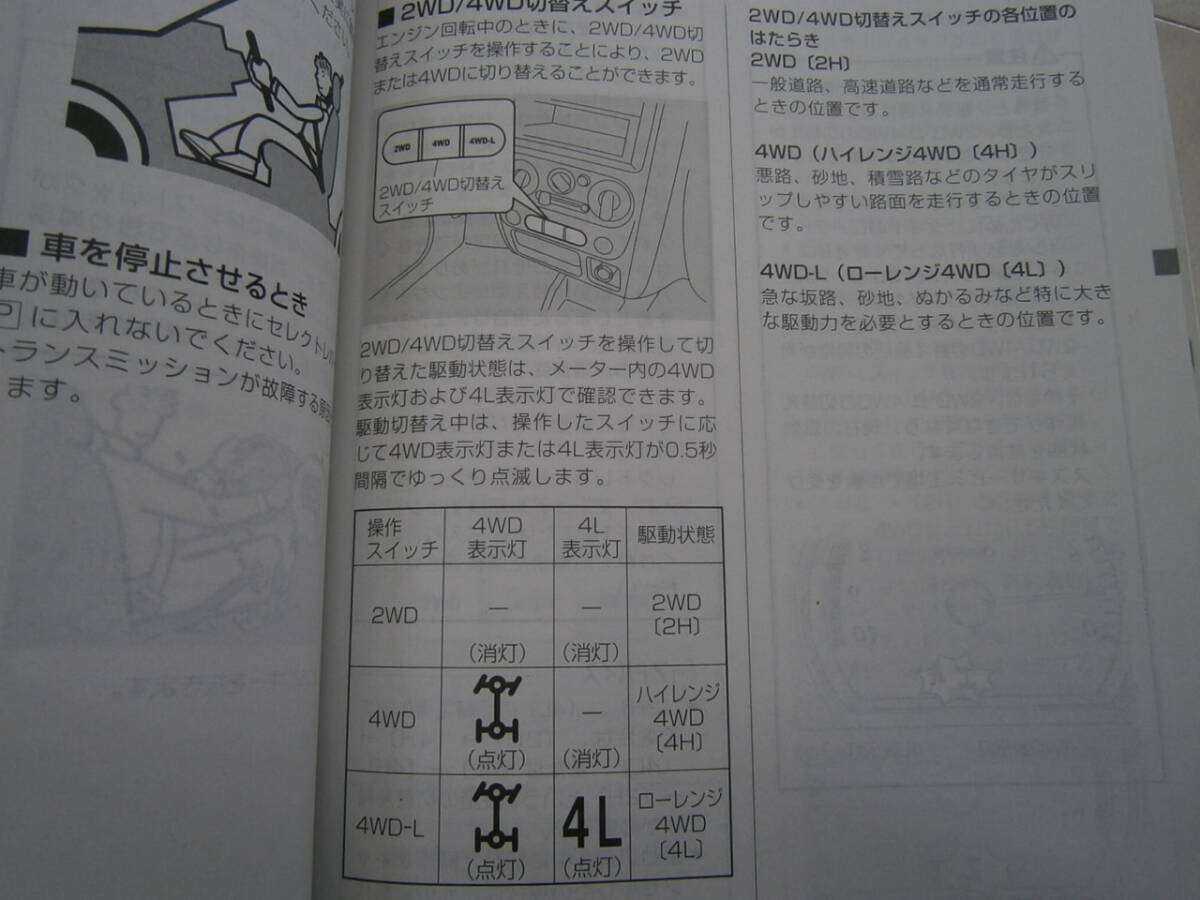 ください。
■ 車を停止させるとき
車が動いているときにセレクトレバ
Pに入れないでください。
トランスミッションが故障する
ます。
■ 2WD/4WD切替えスイッチ
エンジン回転中のときに、2WD/4WD切
替えスイッチを操作することにより、2WD
または4WDに切り替えることができます。
2WD 4WD 4WD-L
2WD/4WD切替え
スイッチ
2WD/4WD切替えスイッチを操作して切
り替えた駆動状態は、メーター内の4WD
表示灯および4L表示灯で確認できます。
駆動切替え中は、操作したスイッチに応
じて4WD表示灯または4L表示灯が0.5秒
間隔でゆっくり点滅します。
操作
スイッチ
4WD
表示灯
4L
表示灯
駆動状態
2WD
―
(消灯)
―
(消灯)
2WD
〔2H〕
4WD
(点灯)
―
(消灯)
ハイレンジ
4WD
〔4H〕
4WD-L
(点灯)
4L
(点灯)
ローレンジ
4WD
〔4L〕
2WD/4WD切替えスイッチの各位置の
はたらき
2WD〔2H〕
一般道路、高速道路などを通常走行する
ときの位置です。
4WD(ハイレンジ4WD〔4H〕)
悪路、砂地、積雪路などのタイヤがスリ
ップしやすい路面を走行するときの位置
です。
4WD-L(ローレンジ4WD〔4L〕)
急な坂路、砂地、ぬかるみなど特に大き
な駆動力を必要とするときの位置です。